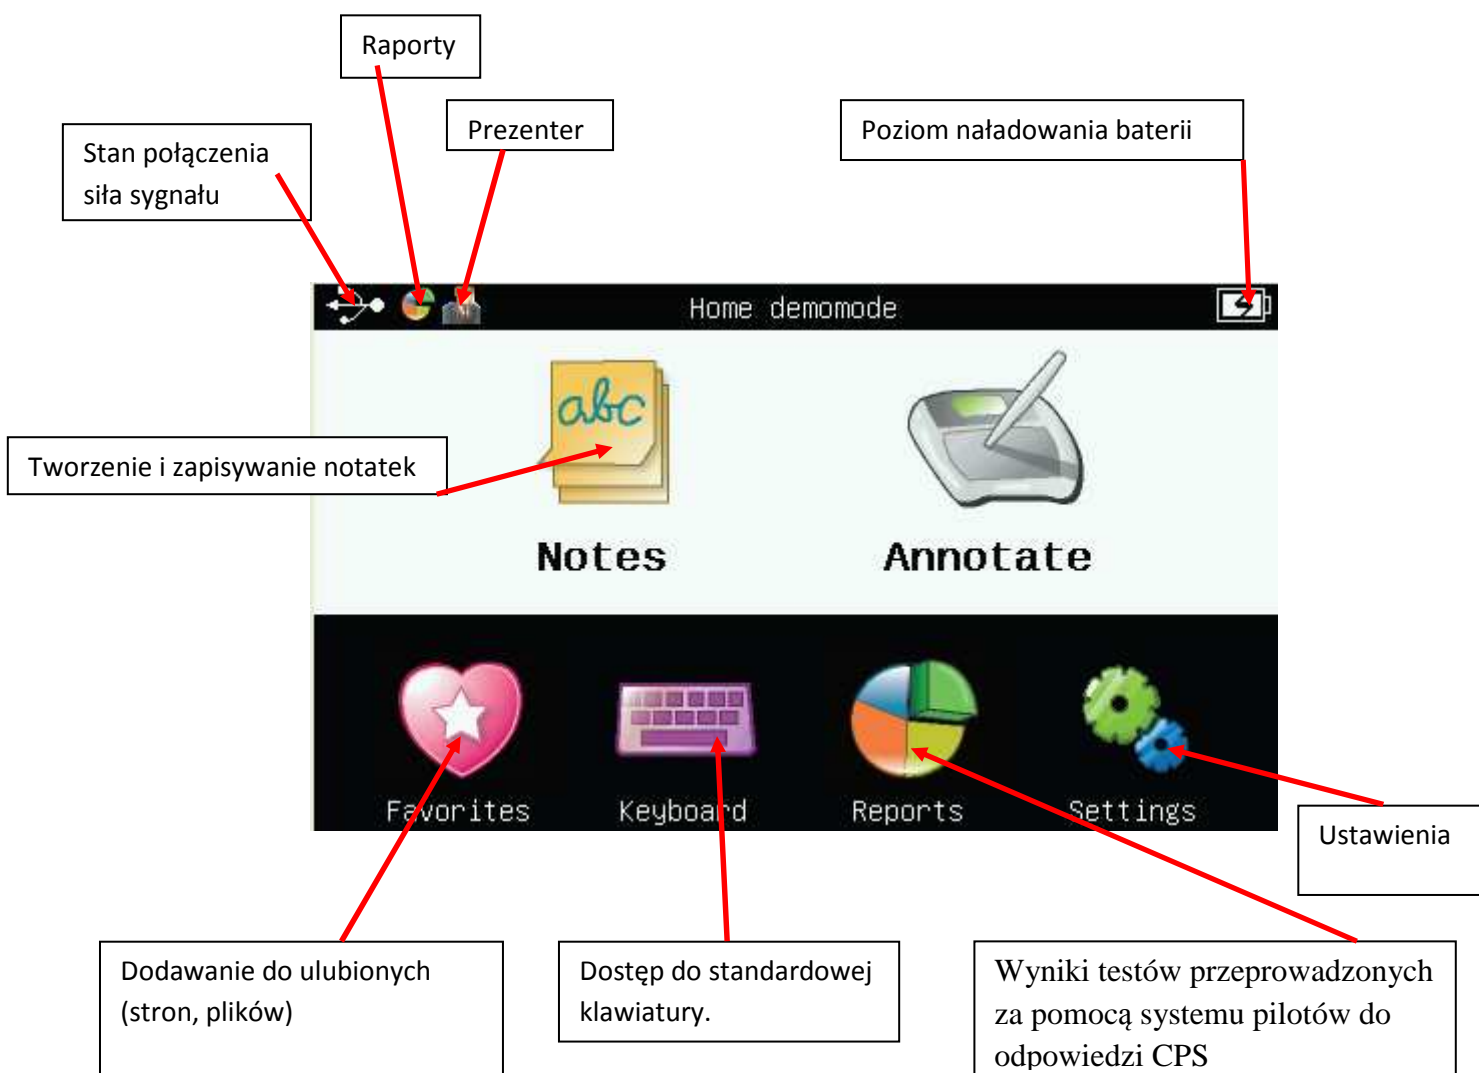 Raporty
Prezenter
Poziom naładowania baterii
Stan połączenia
siła sygnału
Home demomode
abc
Tworzenie i zapisywanie notatek
Notes
Annotate
Favorites
Keyboard
Reports
Settings
Ustawienia
Dodawanie do ulubionych
(stron, plików)
Dostęp do standardowej
klawiatury.
Wyniki testów przeprowadzonych
za pomocą systemu pilotów do
odpowiedzi CPS